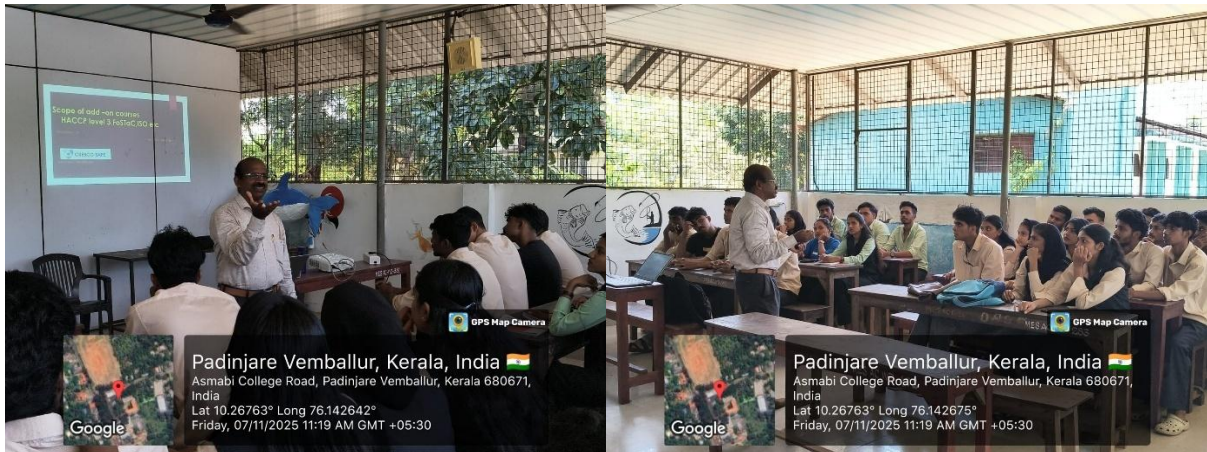 Scope of add-on courses
HACCP level 3,FoSTaC,ISO etc.
GPS Map Camera
Padinjare Vemballur, Kerala, India 🇮🇳
Asmabi College Road, Padinjare Vemballur, Kerala 680671,
India
Lat 10.26763° Long 76.142642°
Friday, 07/11/2025 11:19 AM GMT +05:30
Google
GPS Map Camera
Padinjare Vemballur, Kerala, India 🇮🇳
Asmabi College Road, Padinjare Vemballur, Kerala 680671,
India
Lat 10.26763° Long 76.142675°
Friday, 07/11/2025 11:19 AM GMT +05:30
Google